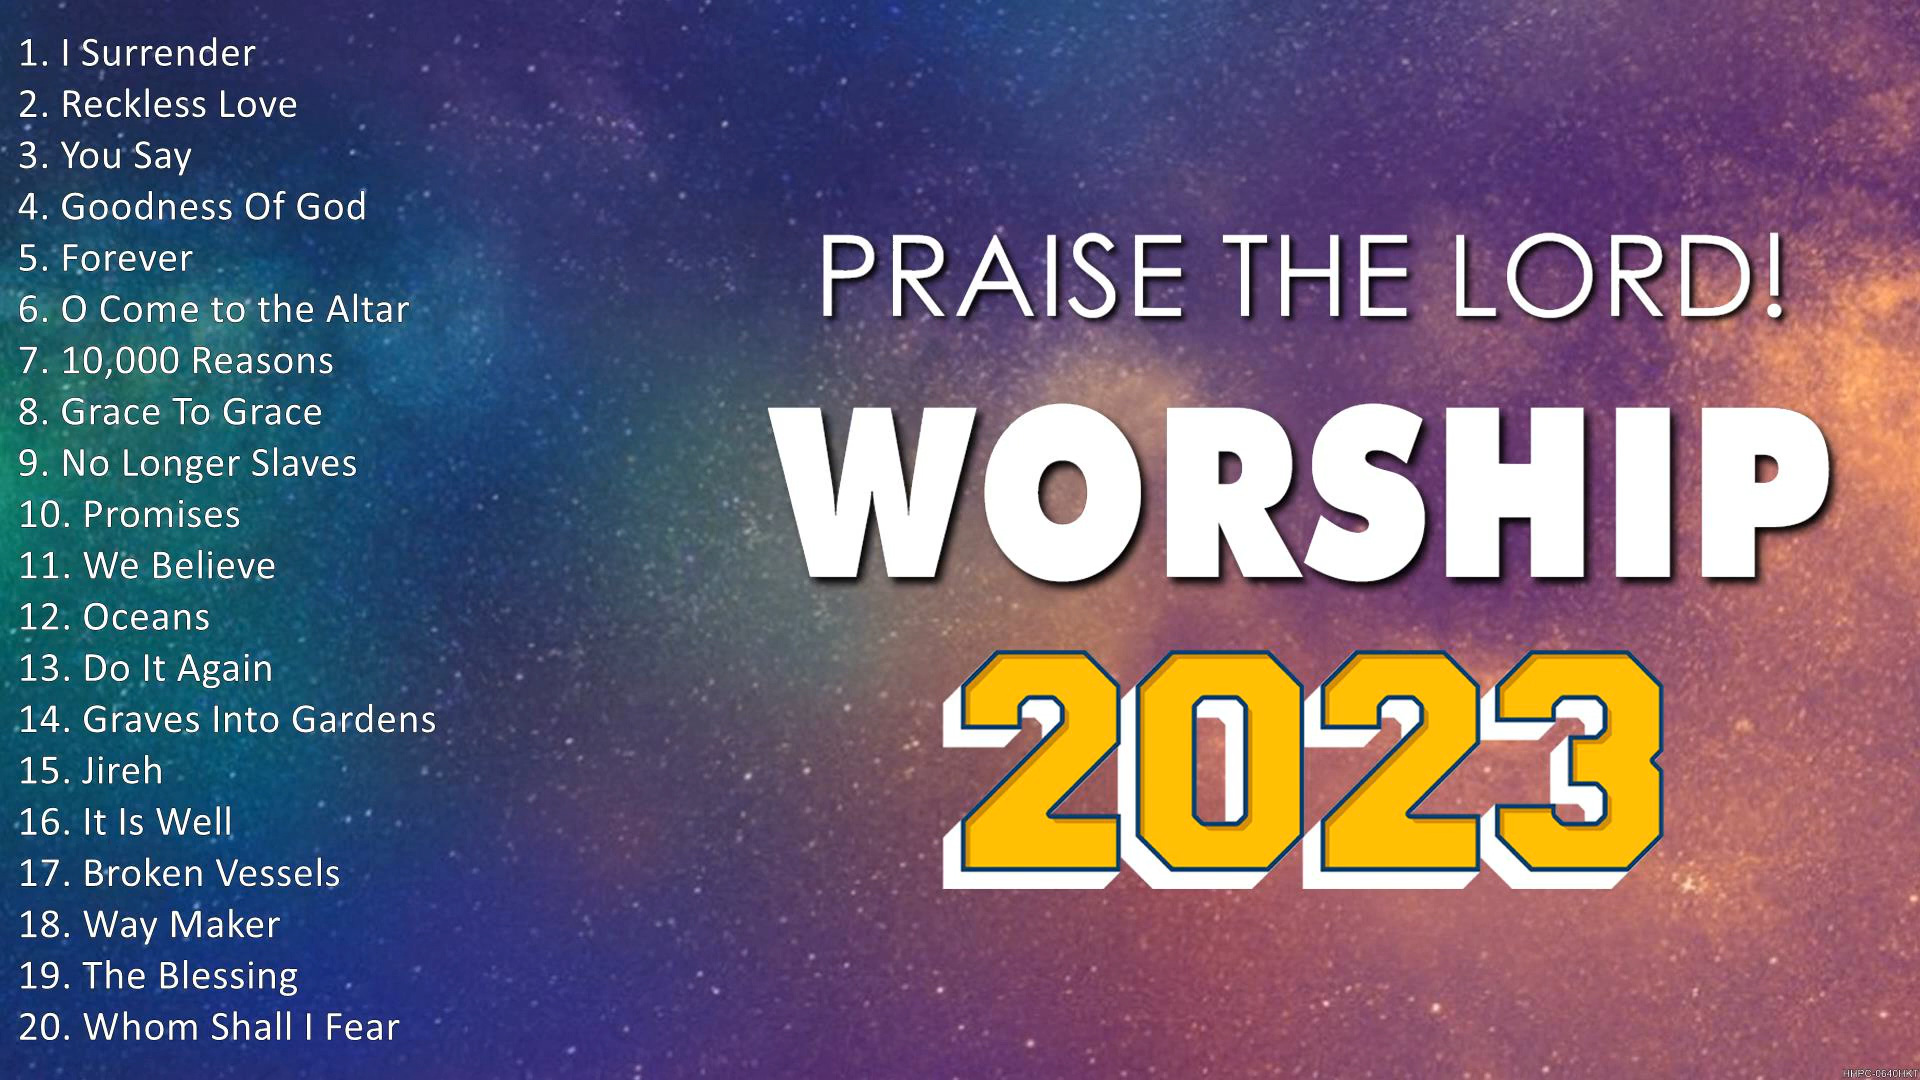 1. I Surrender
2. Reckless Love
3. You Say
4. Goodness Of God
5. Forever
6. O Come to the Altar
7. 10,000 Reasons
8. Grace To Grace
9. No Longer Slaves
10. Promises
11. We Believe
12. Oceans
13. Do It Again
14. Graves Into Gardens
15. Jireh
16. It Is Well
17. Broken Vessels
18. Way Maker
19. The Blessing
20. Whom Shall I Fear
PRAISE THE LORD!
WORSHIP
2023
HHPC-0640HKT